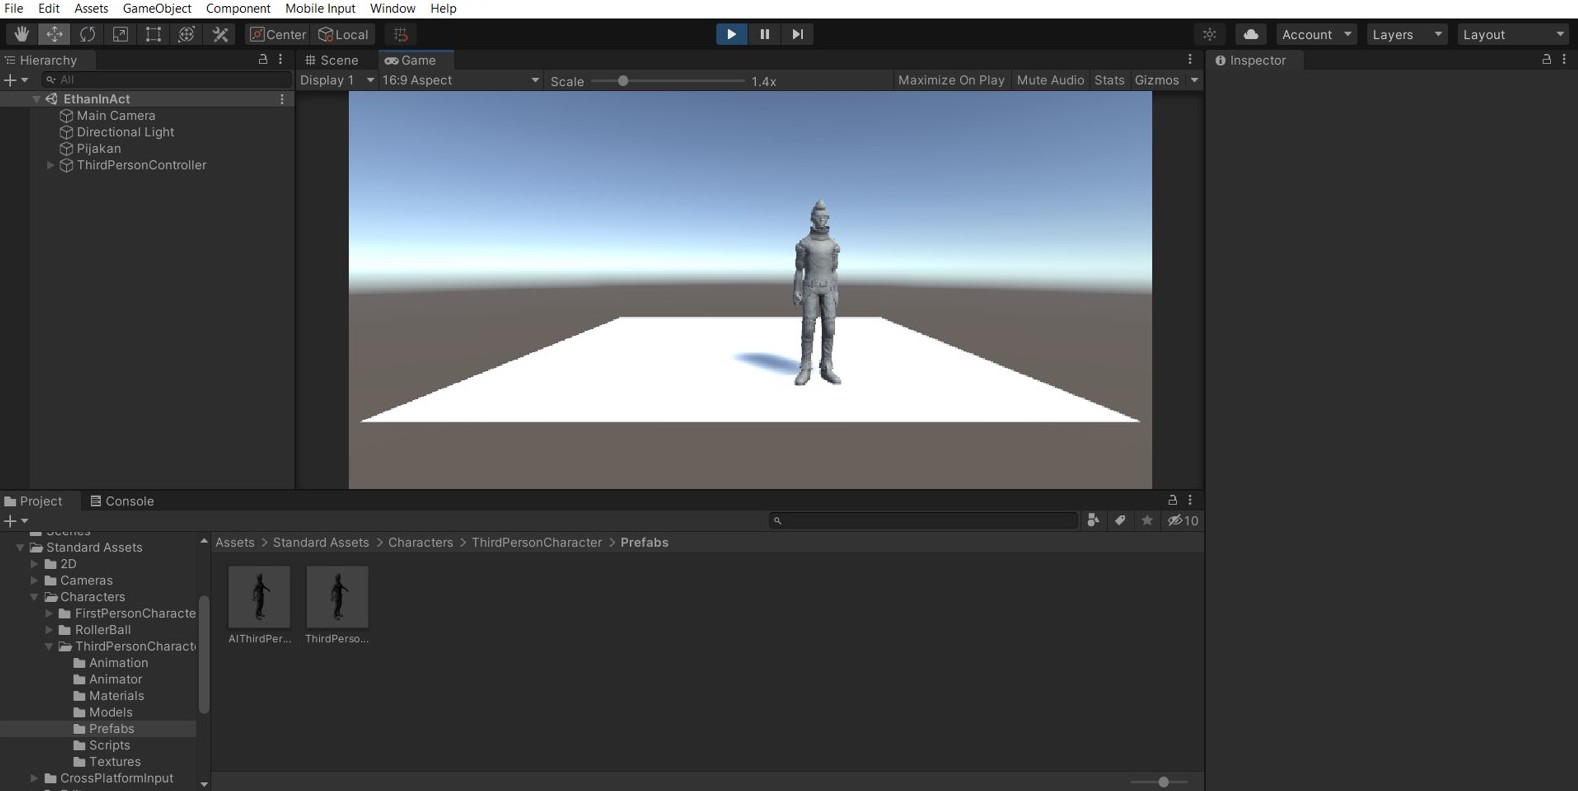 File Edit Assets GameObject Component Mobile Input Window Help
Center Local Account Layers Layout
Hierarchy
All
EthanInAct
Main Camera
Directional Light
Pijakan
ThirdPersonController
Scene Game
Display 1 16:9 Aspect Scale 1.4x Maximize On Play Mute Audio Stats Gizmos
Inspector
Project Console
10
Scenes
Standard Assets
2D
Cameras
Characters
FirstPersonCharacte
RollerBall
ThirdPersonCharact
Animation
Animator
Materials
Models
Prefabs
Scripts
Textures
CrossPlatformInput
Assets > Standard Assets > Characters > ThirdPersonCharacter > Prefabs
AIThirdPer... ThirdPerso...